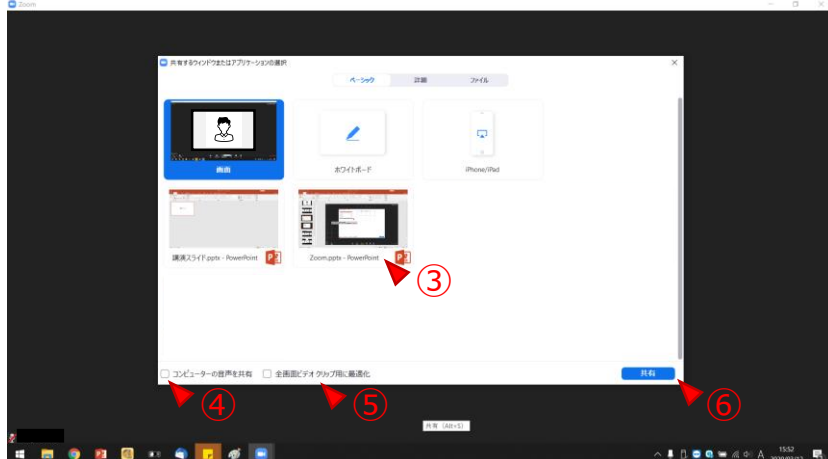 Zoom
共有するウィンドウまたはアプリケーションの選択
ベーシック 詳細 ファイル
画面 ホワイトボード iPhone/iPad
講演スライド.pptx - PowerPoint Zoom.pptx - PowerPoint
③
コンピューターの音声を共有 全画面ビデオ クリップ用に最適化 共有
④ ⑤ ⑥
共有 (Alt+S)
A 15:52